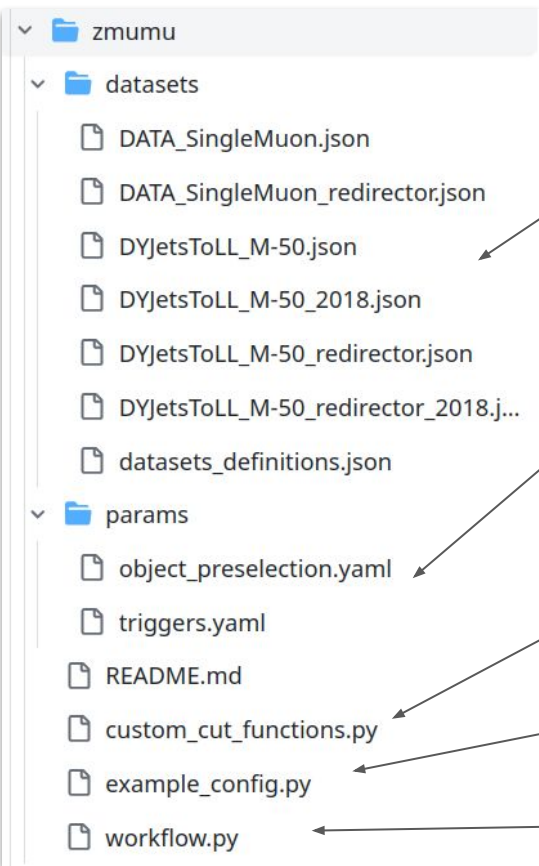 zmumu
datasets
DATA_SingleMuon.json
DATA_SingleMuon_redirector.json
DYJetsToLL_M-50.json
DYJetsToLL_M-50_2018.json
DYJetsToLL_M-50_redirector.json
DYJetsToLL_M-50_redirector_2018.j...
datasets_definitions.json
params
object_preselection.yaml
triggers.yaml
README.md
custom_cut_functions.py
example_config.py
workflow.py